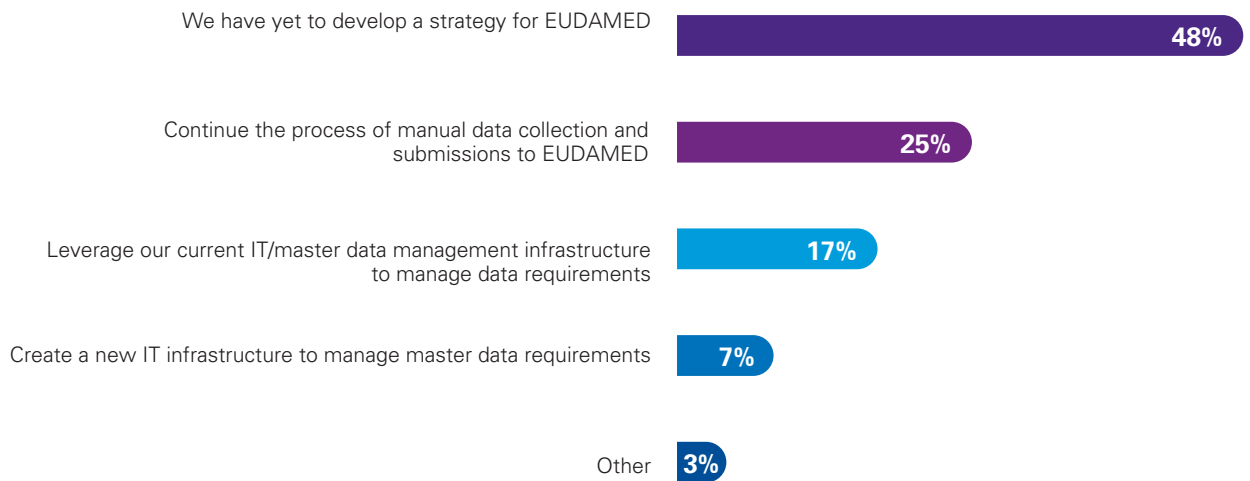 We have yet to develop a strategy for EUDAMED
48%
Continue the process of manual data collection and
submissions to EUDAMED
25%
Leverage our current IT/master data management infrastructure
to manage data requirements
17%
Create a new IT infrastructure to manage master data requirements
7%
Other
3%